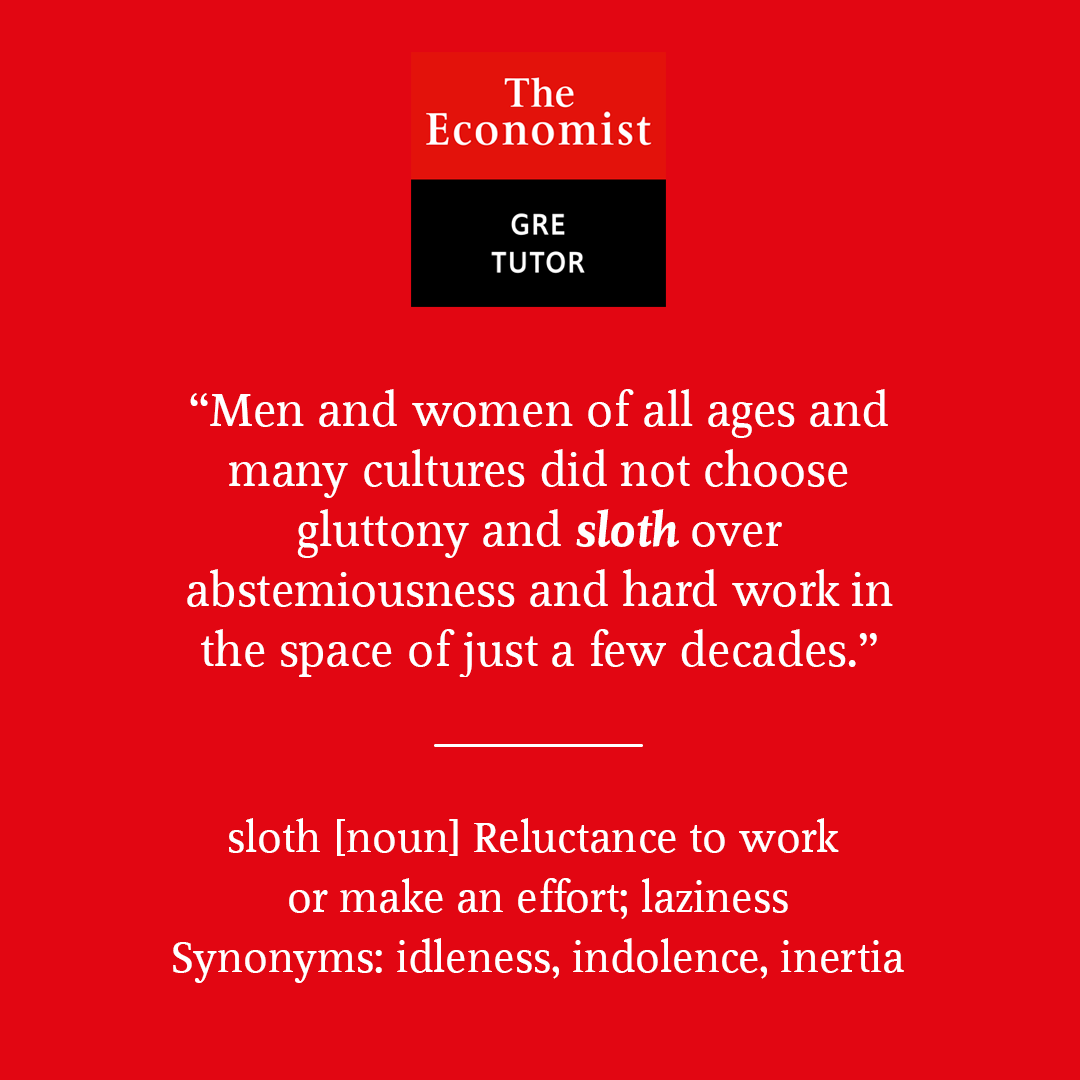 The
Economist
GRE
TUTOR
“Men and women of all ages and
many cultures did not choose
gluttony and sloth over
abstemiousness and hard work in
the space of just a few decades.”
sloth [noun] Reluctance to work
or make an effort; laziness
Synonyms: idleness, indolence, inertia